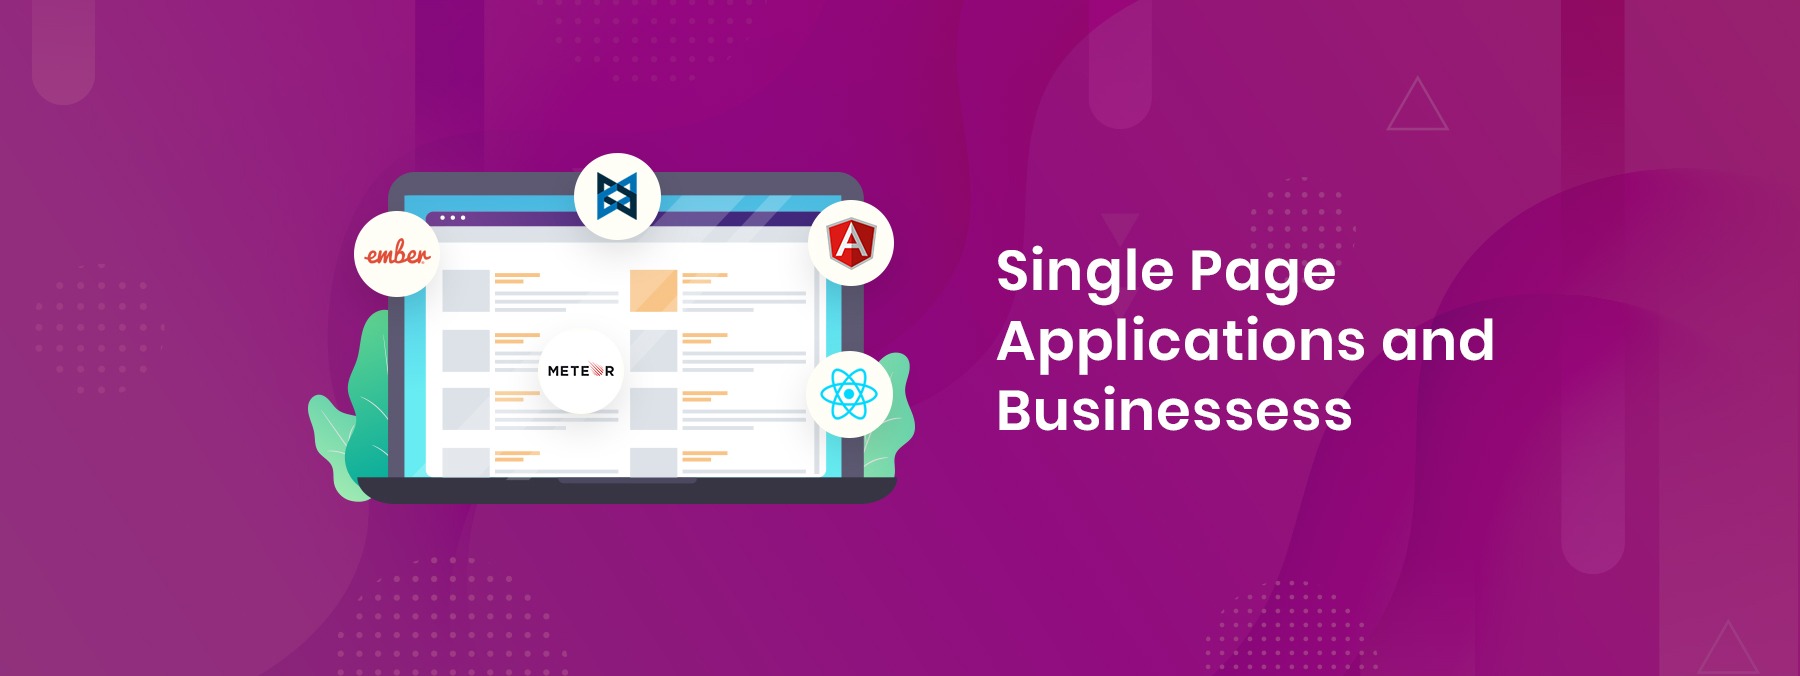 ember
METEOR
Single Page
Applications and
Businessess